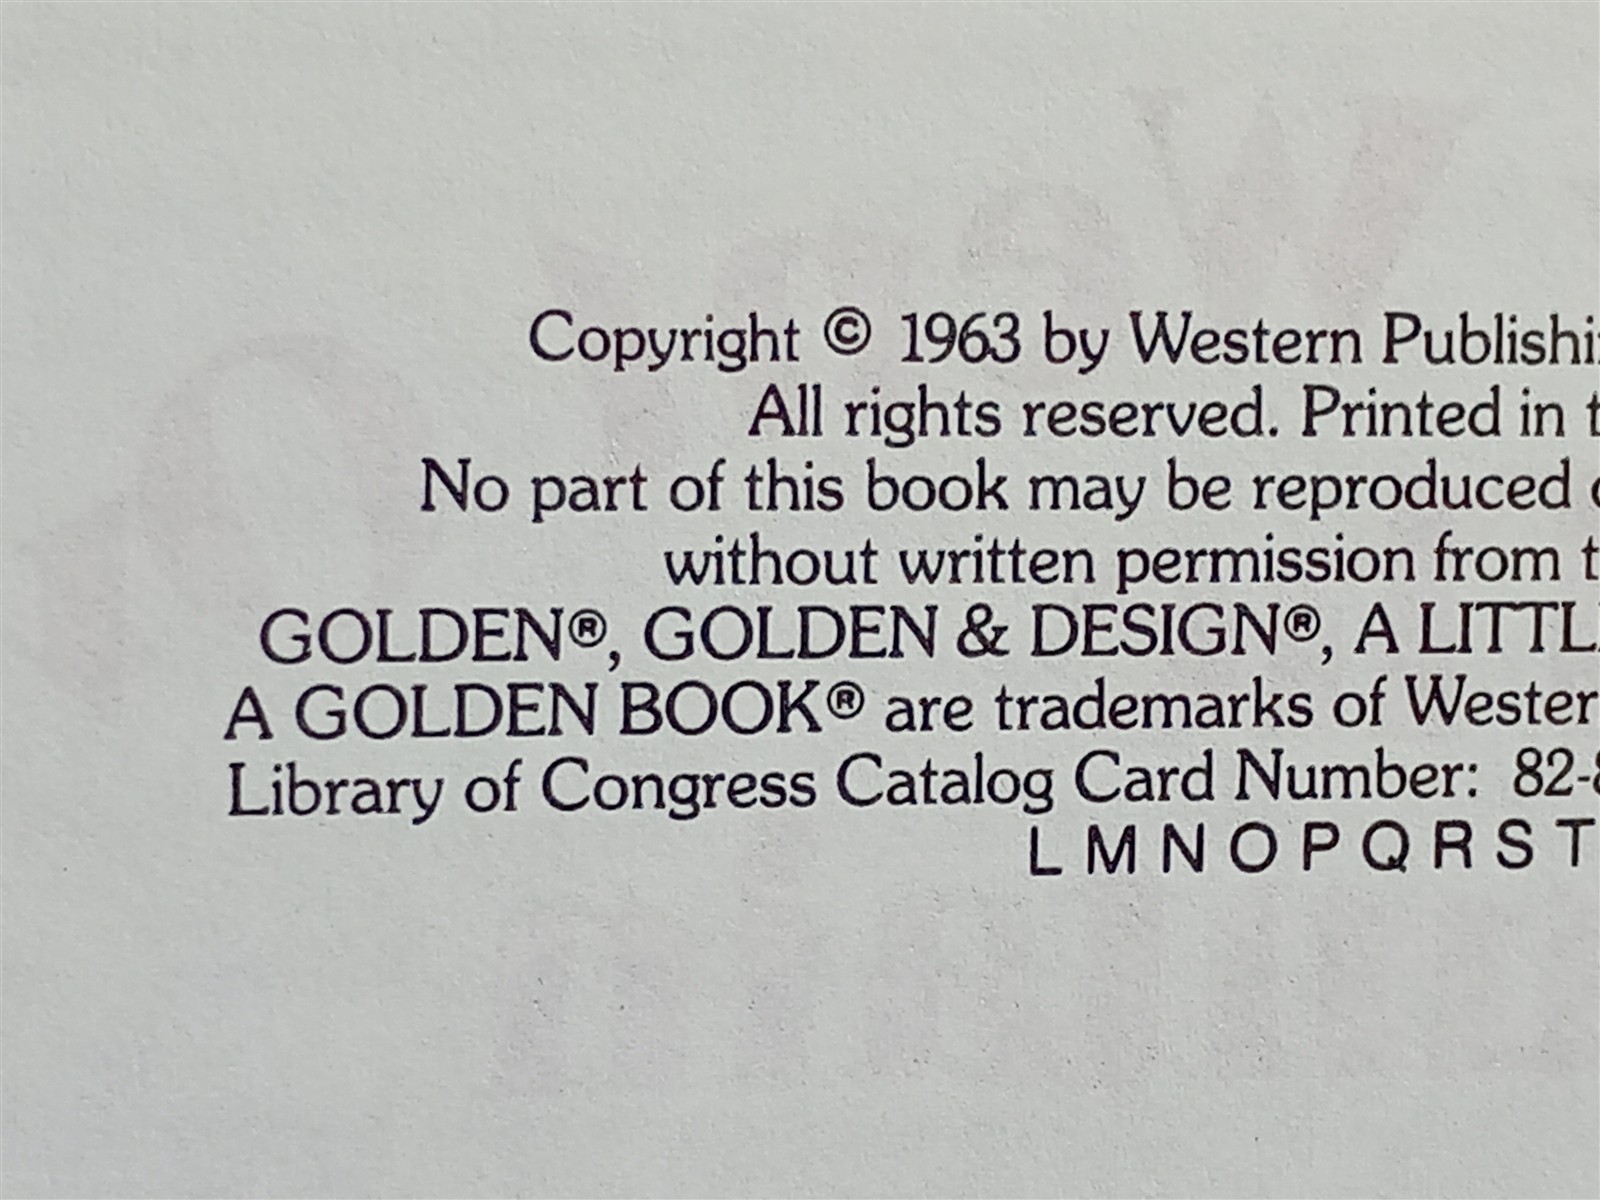 Copyright © 1963 by Western Publishi
All rights reserved. Printed in t
No part of this book may be reproduced
without written permission from t
GOLDEN®, GOLDEN & DESIGN®, A LITTL
A GOLDEN BOOK® are trademarks of Wester
Library of Congress Catalog Card Number: 82-8
L M N O P Q R S T